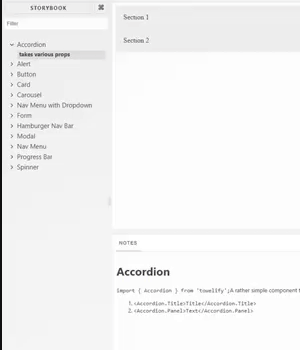 STORYBOOK
⌘
Filter
Accordion
takes various props
Alert
Button
Card
Carousel
Nav Menu with Dropdown
Form
Hamburger Nav Bar
Modal
Nav Menu
Progress Bar
Spinner
Section 1
Section 2
NOTES
Accordion
import { Accordion } from 'towelify';A rather simple component
1. <Accordion.Title>Title</Accordion.Title>
2. <Accordion.Panel>Text</Accordion.Panel>